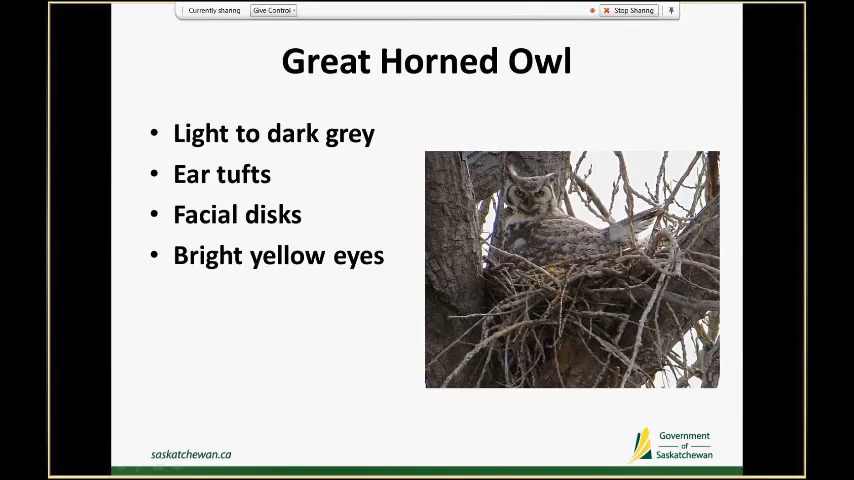 Currently sharing
Give Control
Stop Sharing
Great Horned Owl
• Light to dark grey
• Ear tufts
• Facial disks
• Bright yellow eyes
saskatchewan.ca
Government
of
Saskatchewan